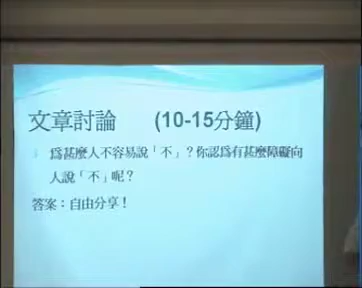 文章討論 (10-15分鐘)
爲甚麼人不容易說「不」？你認爲有甚麼障礙向
人說「不」呢？
答案：自由分享！